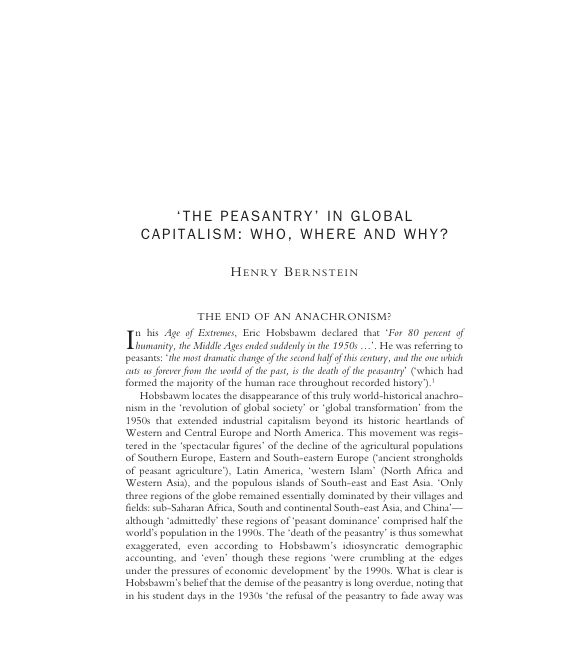 ‘THE PEASANTRY’ IN GLOBAL
CAPITALISM: WHO, WHERE AND WHY?
HENRY BERNSTEIN
THE END OF AN ANACHRONISM?
In his Age of Extremes, Eric Hobsbawm declared that ‘For 80 percent of
humanity, the Middle Ages ended suddenly in the 1950s …’. He was referring to
peasants: ‘the most dramatic change of the second half of this century, and the one which
cuts us forever from the world of the past, is the death of the peasantry’ (‘which had
formed the majority of the human race throughout recorded history’).1
Hobsbawm locates the disappearance of this truly world-historical anachro-
nism in the ‘revolution of global society’ or ‘global transformation’ from the
1950s that extended industrial capitalism beyond its historic heartlands of
Western and Central Europe and North America. This movement was regis-
tered in the ‘spectacular figures’ of the decline of the agricultural populations
of Southern Europe, Eastern and South-eastern Europe (‘ancient strongholds
of peasant agriculture’), Latin America, ‘western Islam’ (North Africa and
Western Asia), and the populous islands of South-east and East Asia. ‘Only
three regions of the globe remained essentially dominated by their villages and
fields: sub-Saharan Africa, South and continental South-east Asia, and China’—
although ‘admittedly’ these regions of ‘peasant dominance’ comprised half the
world’s population in the 1990s. The ‘death of the peasantry’ is thus somewhat
exaggerated, even according to Hobsbawm’s idiosyncratic demographic
accounting, and ‘even’ though these regions ‘were crumbling at the edges
under the pressures of economic development’ by the 1990s. What is clear is
Hobsbawm’s belief that the demise of the peasantry is long overdue, noting that
in his student days in the 1930s ‘the refusal of the peasantry to fade away was